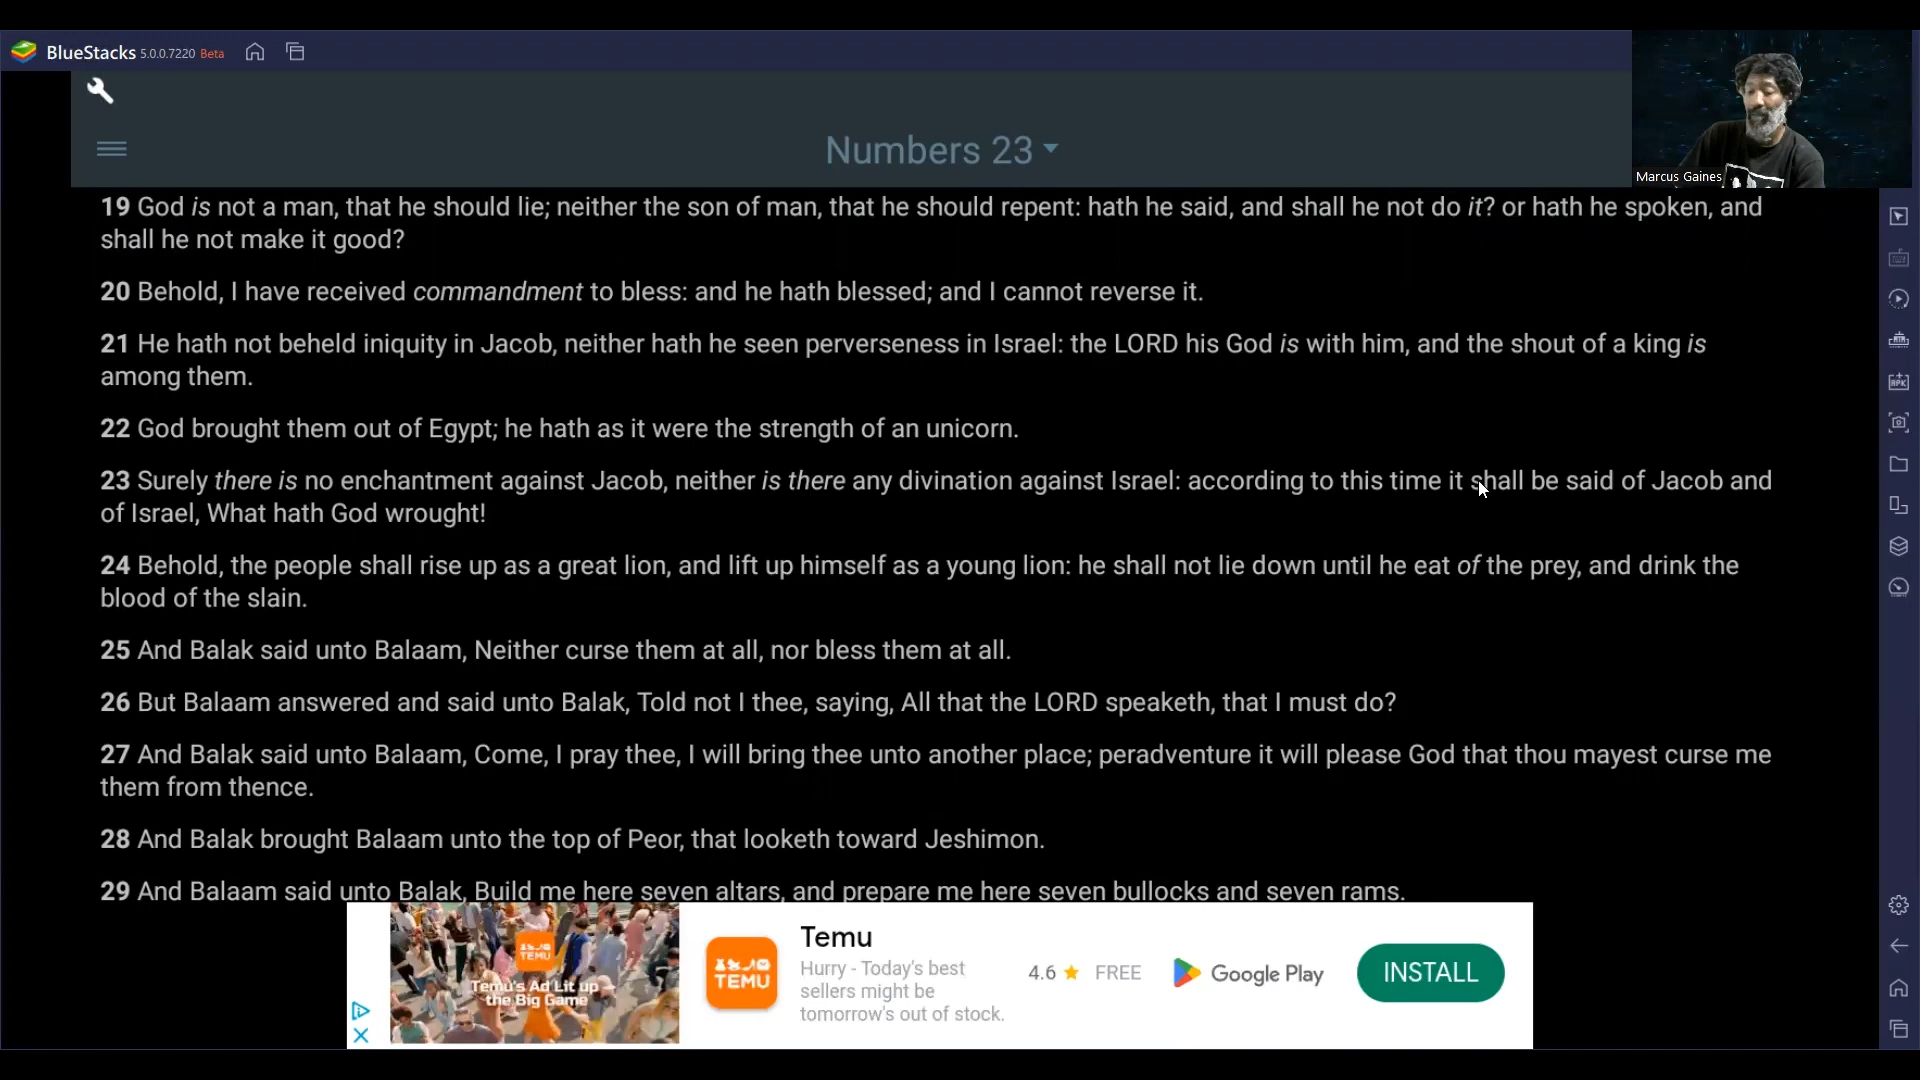 BlueStacks 5.0.0.7220 Beta
Marcus Gaines
Numbers 23
19 God is not a man, that he should lie; neither the son of man, that he should repent: hath he said, and shall he not do it? or hath he spoken, and
shall he not make it good?
20 Behold, I have received commandment to bless: and he hath blessed; and I cannot reverse it.
21 He hath not beheld iniquity in Jacob, neither hath he seen perverseness in Israel: the LORD his God is with him, and the shout of a king is
among them.
22 God brought them out of Egypt; he hath as it were the strength of an unicorn.
23 Surely there is no enchantment against Jacob, neither is there any divination against Israel: according to this time it shall be said of Jacob and
of Israel, What hath God wrought!
24 Behold, the people shall rise up as a great lion, and lift up himself as a young lion: he shall not lie down until he eat of the prey, and drink the
blood of the slain.
25 And Balak said unto Balaam, Neither curse them at all, nor bless them at all.
26 But Balaam answered and said unto Balak, Told not I thee, saying, All that the LORD speaketh, that I must do?
27 And Balak said unto Balaam, Come, I pray thee, I will bring thee unto another place; peradventure it will please God that thou mayest curse me
them from thence.
28 And Balak brought Balaam unto the top of Peor, that looketh toward Jeshimon.
29 And Balaam said unto Balak, Build me here seven altars, and prepare me here seven bullocks and seven rams.
TEMU
Temu's Ad Lit up
the Big Game
TEMU
Temu
Hurry - Today's best
sellers might be
tomorrow's out of stock.
4.6 FREE
Google Play
INSTALL